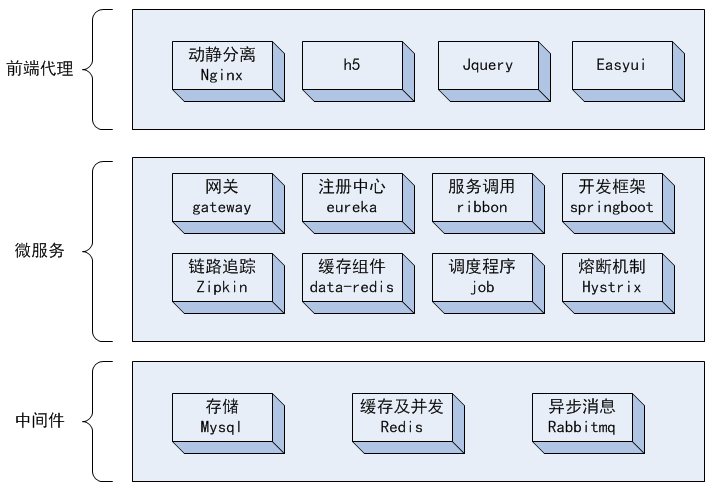 前端代理
动静分离
Nginx
h5
Jquery
Easyui
微服务
网关
gateway
注册中心
eureka
服务调用
ribbon
开发框架
springboot
链路追踪
Zipkin
缓存组件
data-redis
调度程序
job
熔断机制
Hystrix
中间件
存储
Mysql
缓存及并发
Redis
异步消息
Rabbitmq